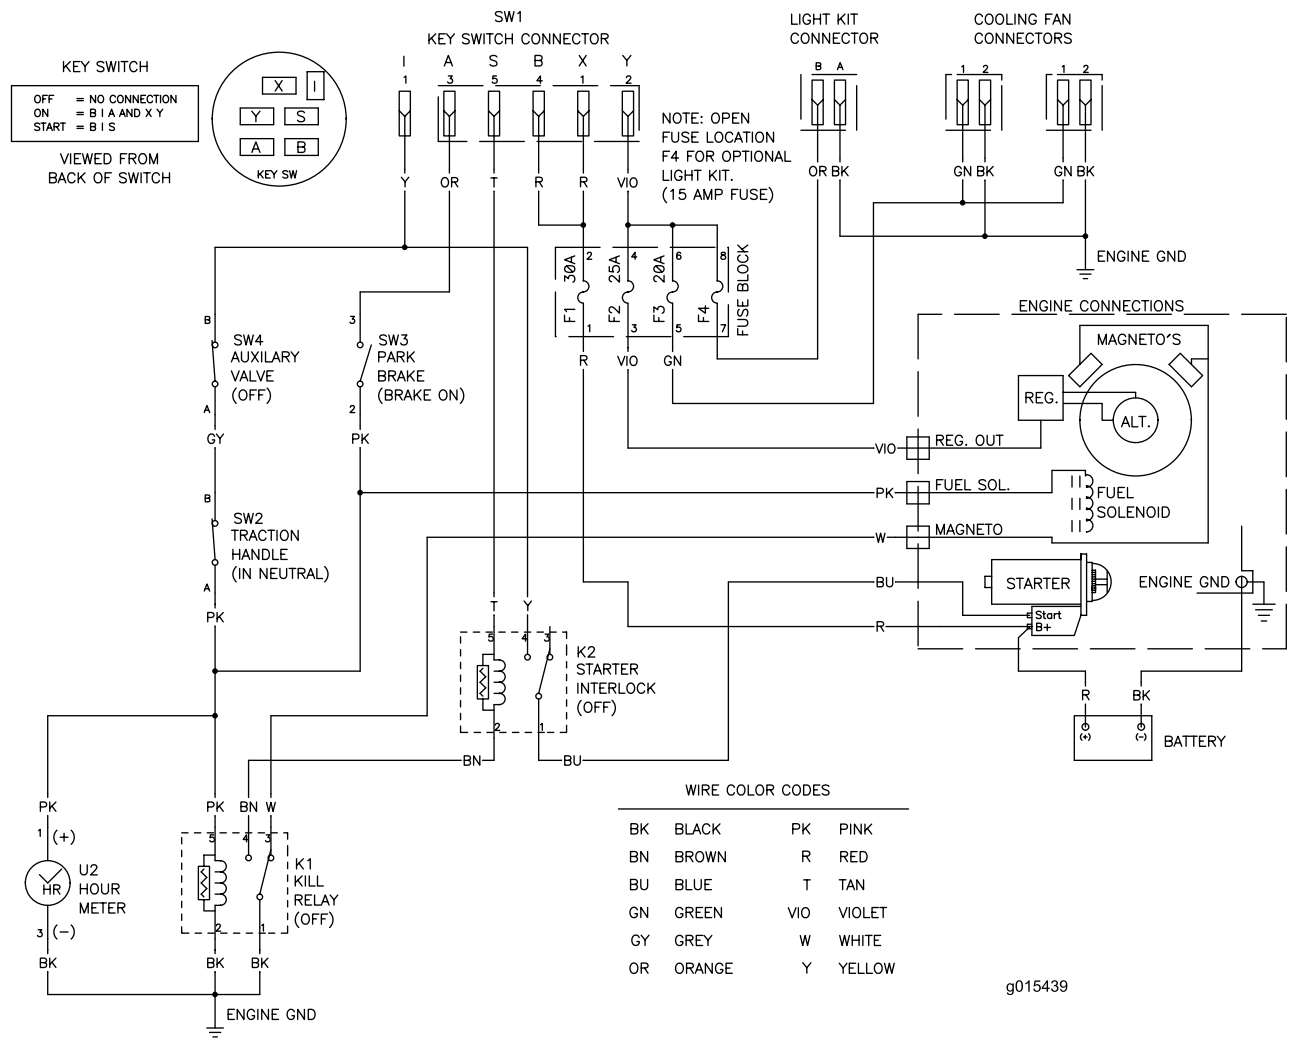 SW1
KEY SWITCH CONNECTOR
I A S B X Y
1 3 5 4 1 2
Y OR T R R VIO
KEY SWITCH
OFF = NO CONNECTION
ON = B I A AND X Y
START = B I S
VIEWED FROM
BACK OF SWITCH
X I
Y S
A B
KEY SW
NOTE: OPEN
FUSE LOCATION
F4 FOR OPTIONAL
LIGHT KIT.
(15 AMP FUSE)
LIGHT KIT
CONNECTOR
B A
OR BK
COOLING FAN
CONNECTORS
1 2 1 2
GN BK GN BK
ENGINE GND
2 4 6 8
30A 25A 20A
F1 F2 F3 F4
FUSE BLOCK
1 3 5 7
R VIO GN
B
SW4
AUXILARY
VALVE
(OFF)
A
GY
3
SW3
PARK
BRAKE
(BRAKE ON)
2
PK
B
SW2
TRACTION
HANDLE
(IN NEUTRAL)
A
PK
ENGINE CONNECTIONS
MAGNETO'S
REG.
ALT.
VIO REG. OUT
PK FUEL SOL.
FUEL
SOLENOID
W MAGNETO
BU
STARTER
ENGINE GND
Start
B+
R
R BK
(+) (-)
BATTERY
T Y
5 4 3
K2
STARTER
INTERLOCK
(OFF)
2 1
BN BU
PK PK BN W
1 (+)
HR
U2
HOUR
METER
3 (-)
BK
5 4 3
K1
KILL
RELAY
(OFF)
2 1
BK BK
ENGINE GND
WIRE COLOR CODES
BK BLACK PK PINK
BN BROWN R RED
BU BLUE T TAN
GN GREEN VIO VIOLET
GY GREY W WHITE
OR ORANGE Y YELLOW
g015439